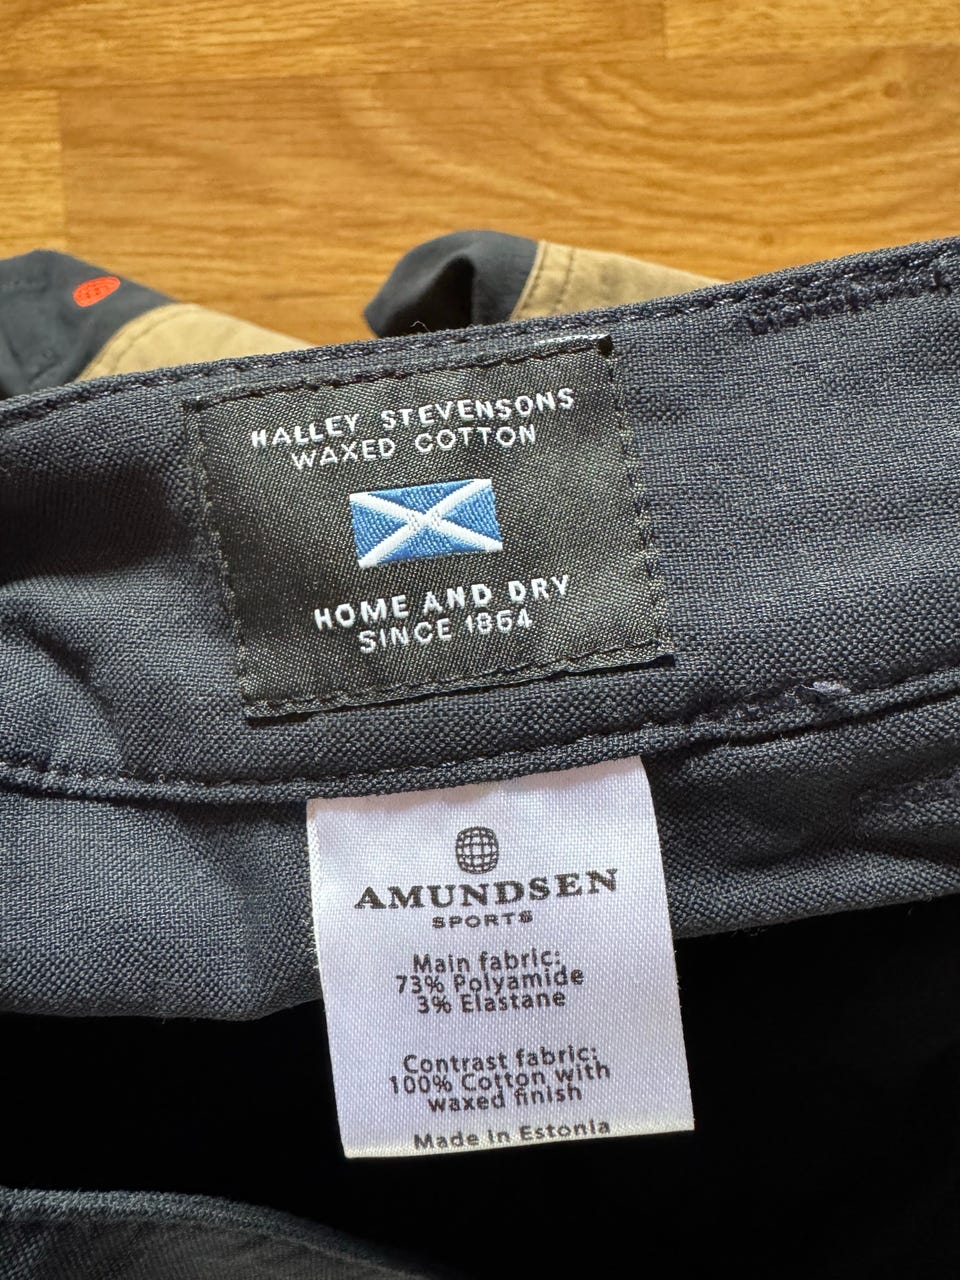 HALLEY STEVENSONS
WAXED COTTON
HOME AND DRY
SINCE 1864
AMUNDSEN
SPORTS
Main fabric:
73% Polyamide
3% Elastane
Contrast fabric:
100% Cotton with
waxed finish
Made in Estonia